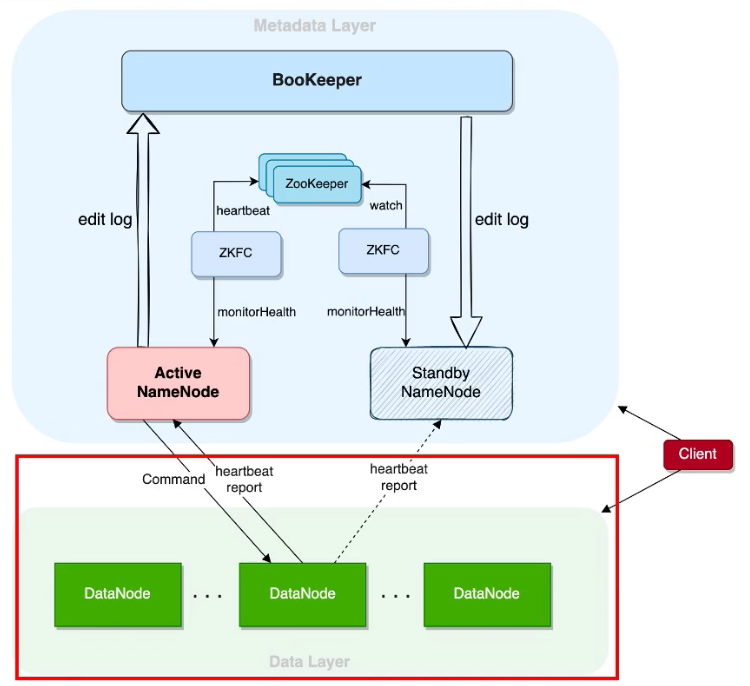 Metadata Layer
BooKeeper
edit log
edit log
ZooKeeper
heartbeat
watch
ZKFC
ZKFC
monitorHealth
monitorHealth
Active
NameNode
Standby
NameNode
Client
Command
heartbeat
report
heartbeat
report
DataNode
. . .
DataNode
. . .
DataNode
Data Layer